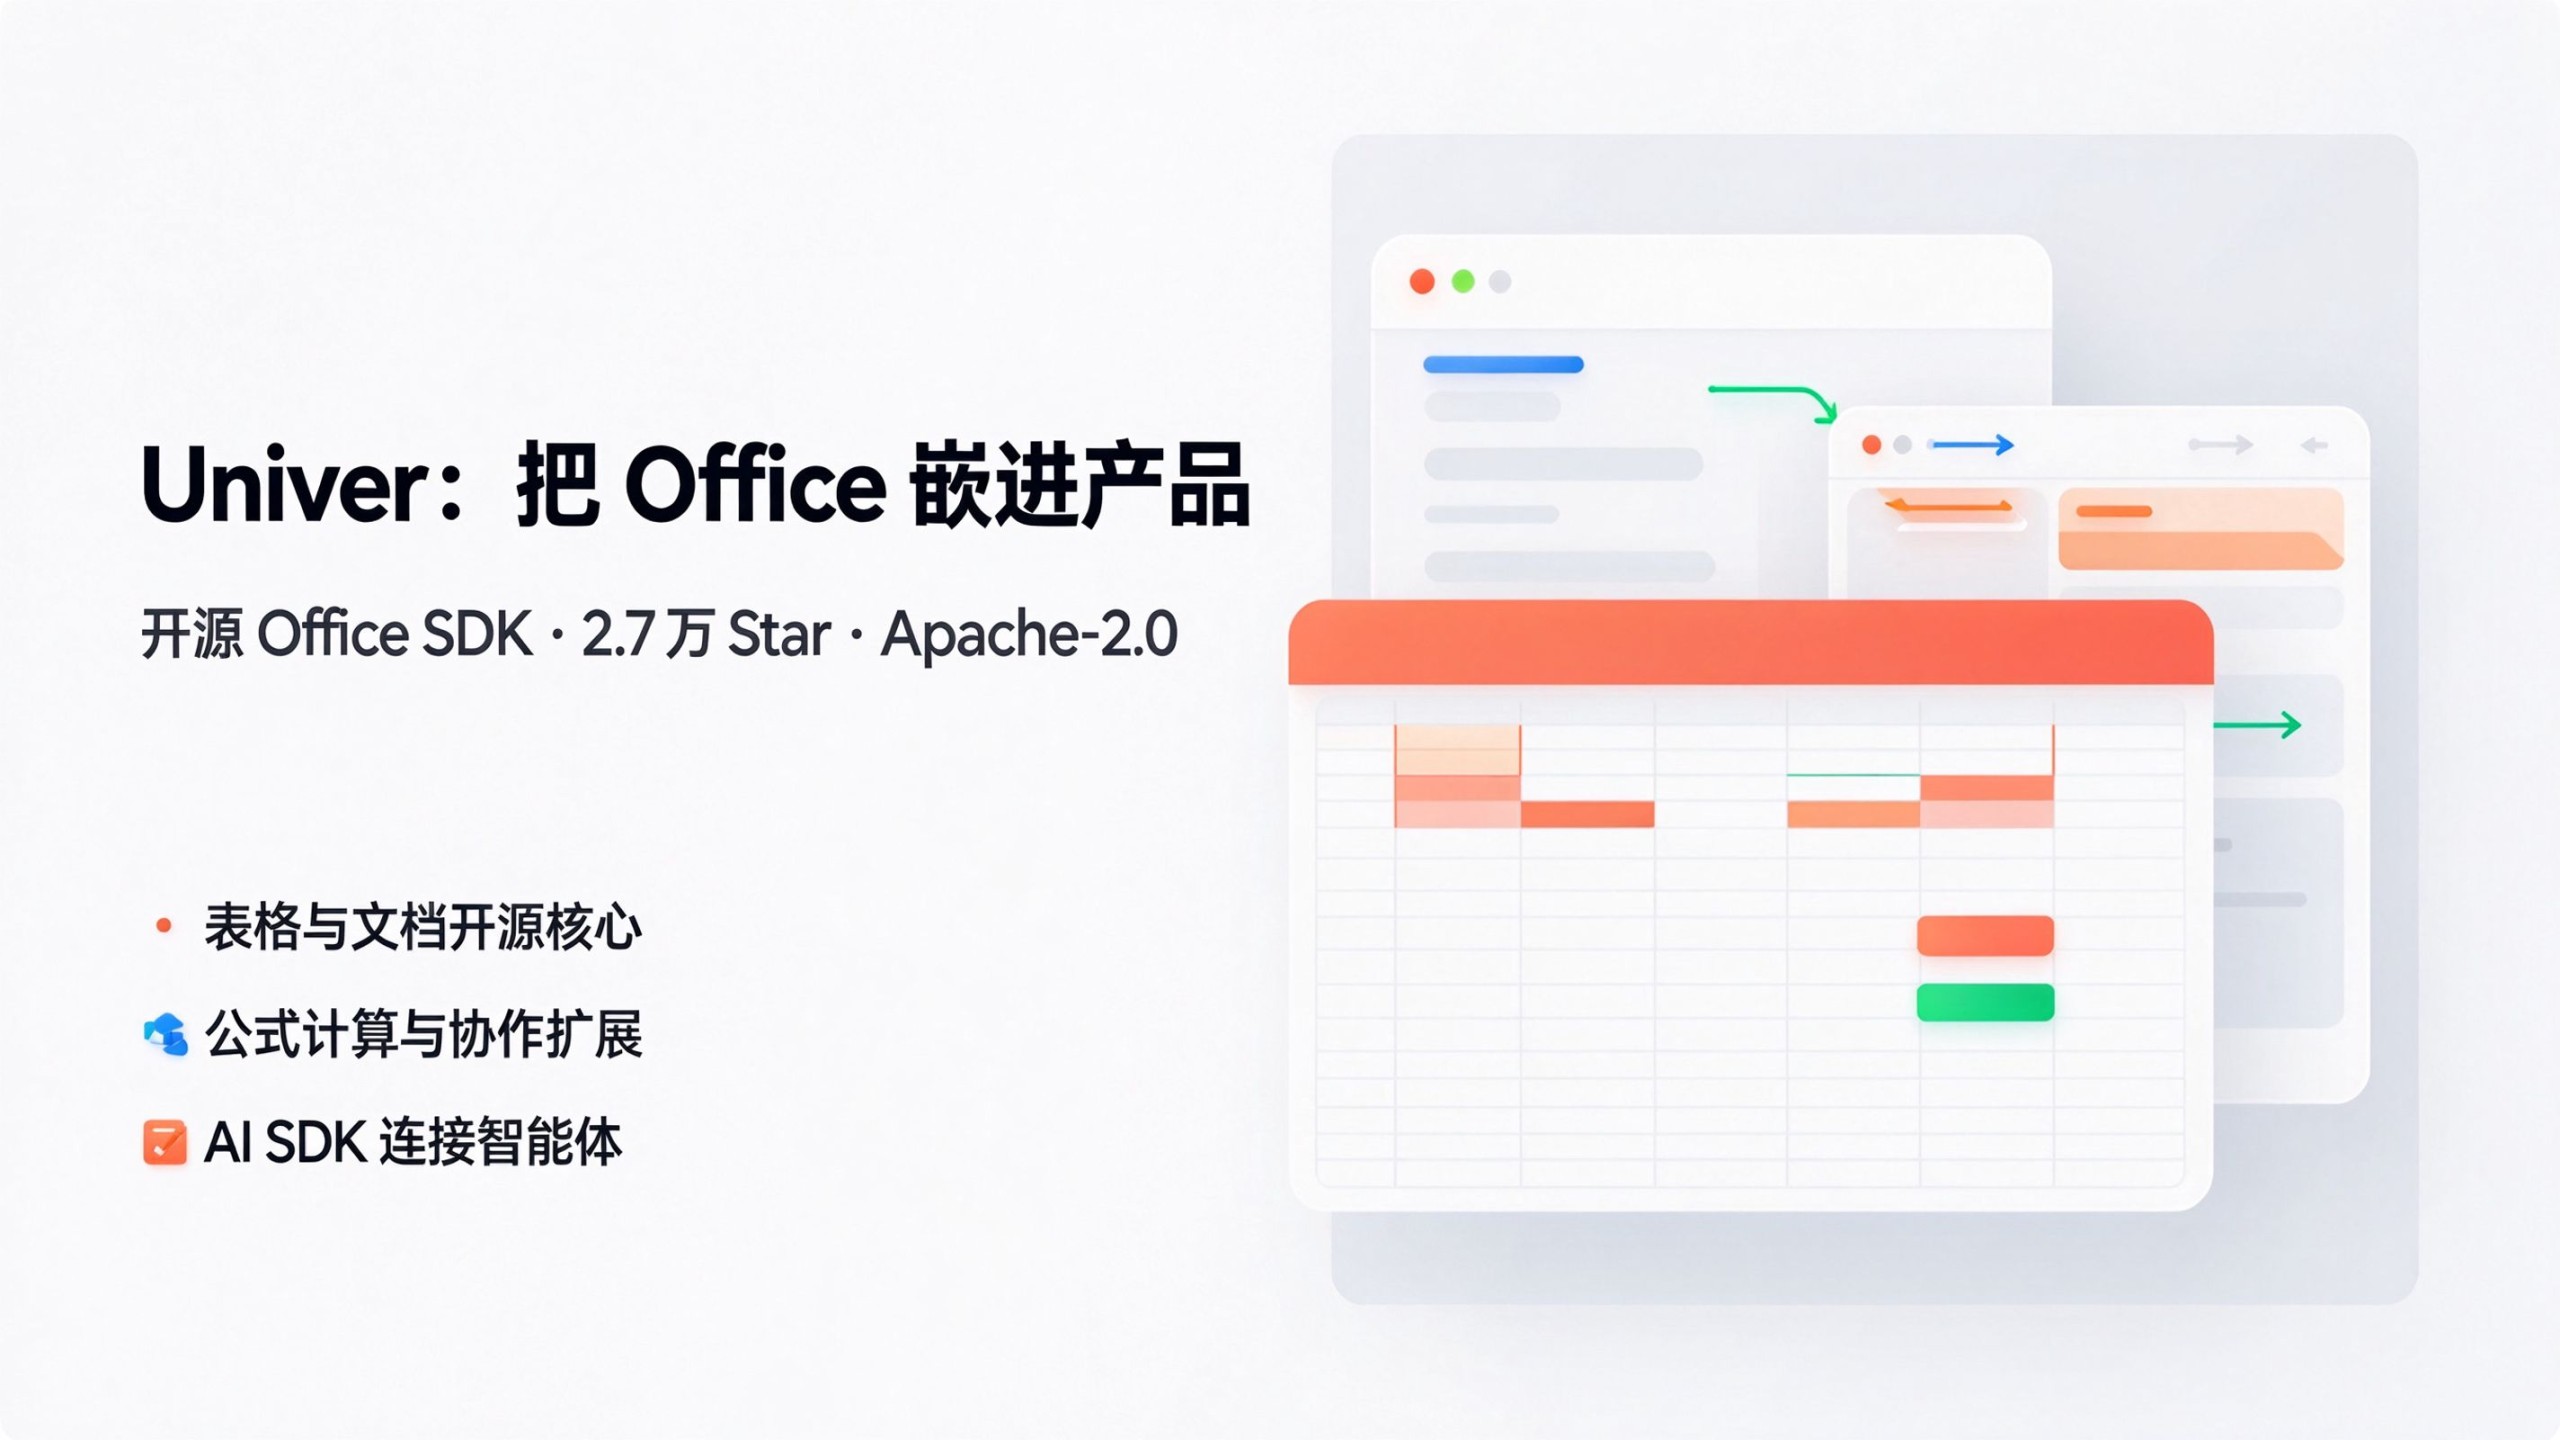 Univer：把 Office 嵌进产品
开源 Office SDK · 2.7 万 Star · Apache-2.0
表格与文档开源核心
公式计算与协作扩展
AI SDK 连接智能体